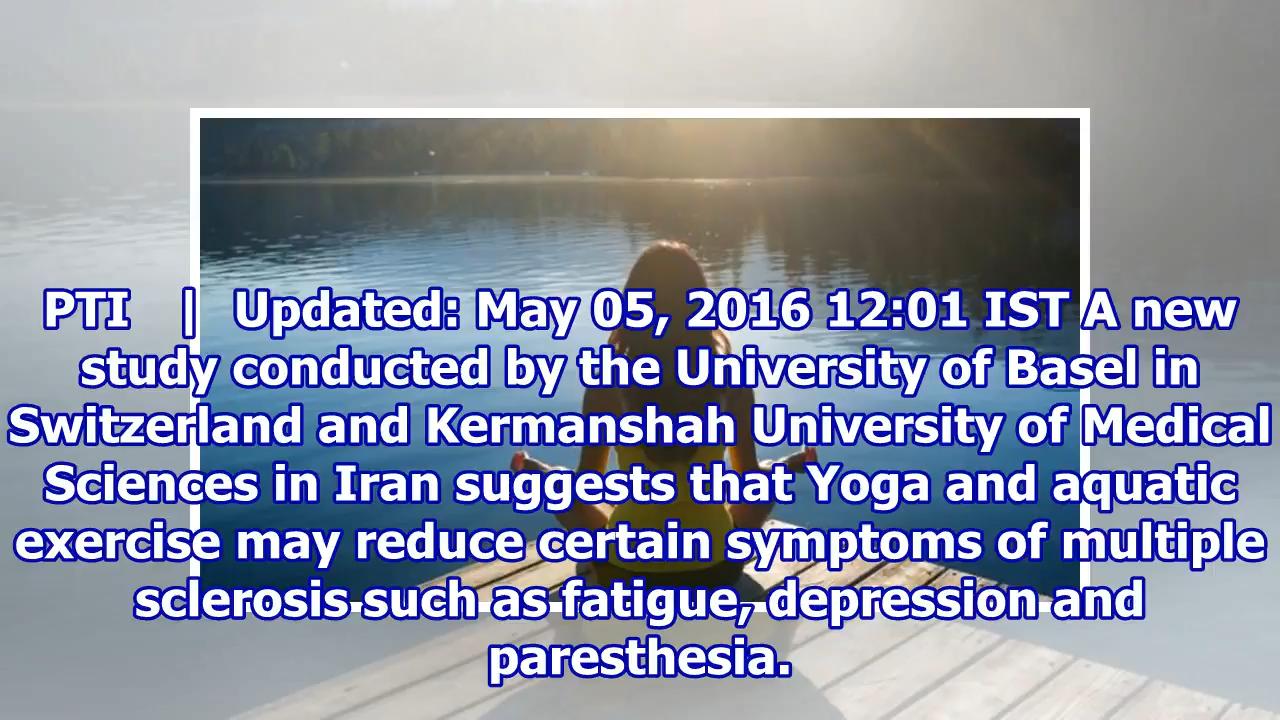 PTI | Updated: May 05, 2016 12:01 IST A new
study conducted by the University of Basel in
Switzerland and Kermanshah University of Medical
Sciences in Iran suggests that Yoga and aquatic
exercise may reduce certain symptoms of multiple
sclerosis such as fatigue, depression and
paresthesia.